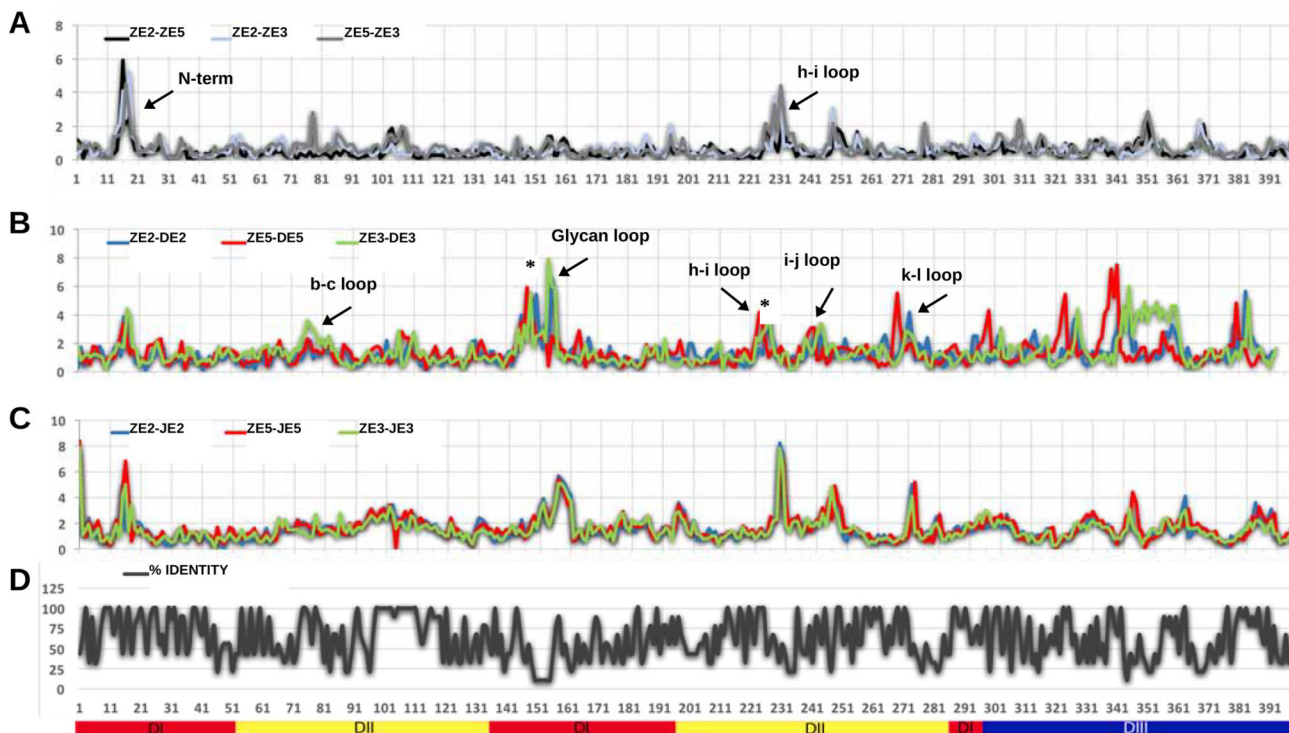 A
8
ZE2-ZE5 ZE2-ZE3 ZE5-ZE3
6
N-term
h-i loop
4
2
0
1 11 21 31 41 51 61 71 81 91 101 111 121 131 141 151 161 171 181 191 201 211 221 231 241 251 261 271 281 291 301 311 321 331 341 351 361 371 381 391
B
10
ZE2-DE2 ZE5-DE5 ZE3-DE3
Glycan loop
8
*
b-c loop
h-i loop
i-j loop
k-l loop
6
*
4
2
0
C
10
ZE2-JE2 ZE5-JE5 ZE3-JE3
8
6
4
2
0
D
% IDENTITY
125
100
75
50
25
0
1 11 21 31 41 51 61 71 81 91 101 111 121 131 141 151 161 171 181 191 201 211 221 231 241 251 261 271 281 291 301 311 321 331 341 351 361 371 381 391
DI DII DI DII DI DIII